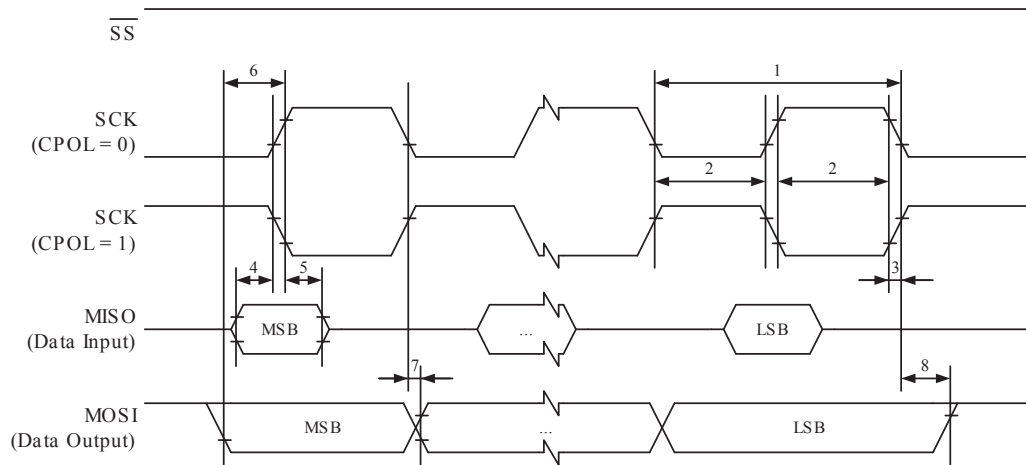 SS
6
1
SCK
(CPOL = 0)
2
2
SCK
(CPOL = 1)
4
5
3
MISO
(Data Input)
MSB
...
LSB
7
8
MOSI
(Data Output)
MSB
...
LSB